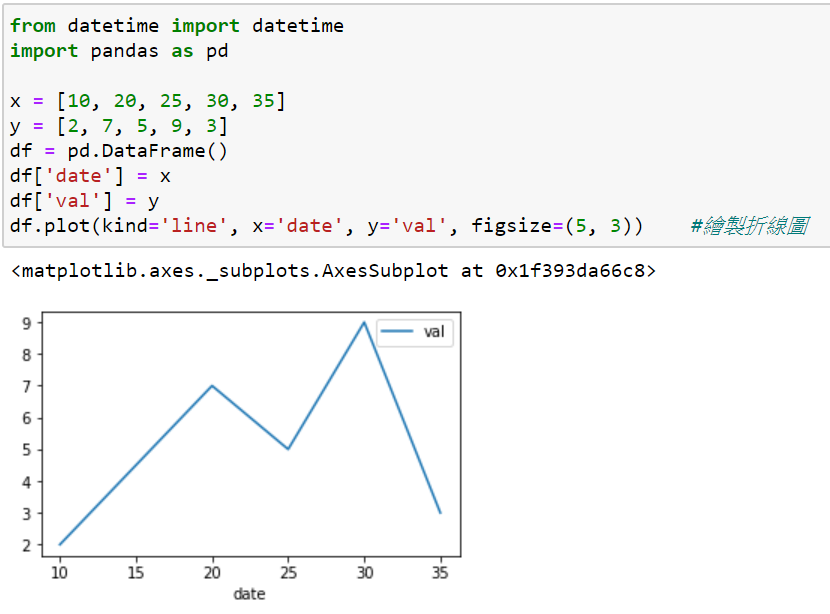 from datetime import datetime
import pandas as pd
x = [10, 20, 25, 30, 35]
y = [2, 7, 5, 9, 3]
df = pd.DataFrame()
df['date'] = x
df['val'] = y
df.plot(kind='line', x='date', y='val', figsize=(5, 3))    #繪製折線圖
<matplotlib.axes._subplots.AxesSubplot at 0x1f393da66c8>
val
9
8
7
6
5
4
3
2
10 15 20 25 30 35
date